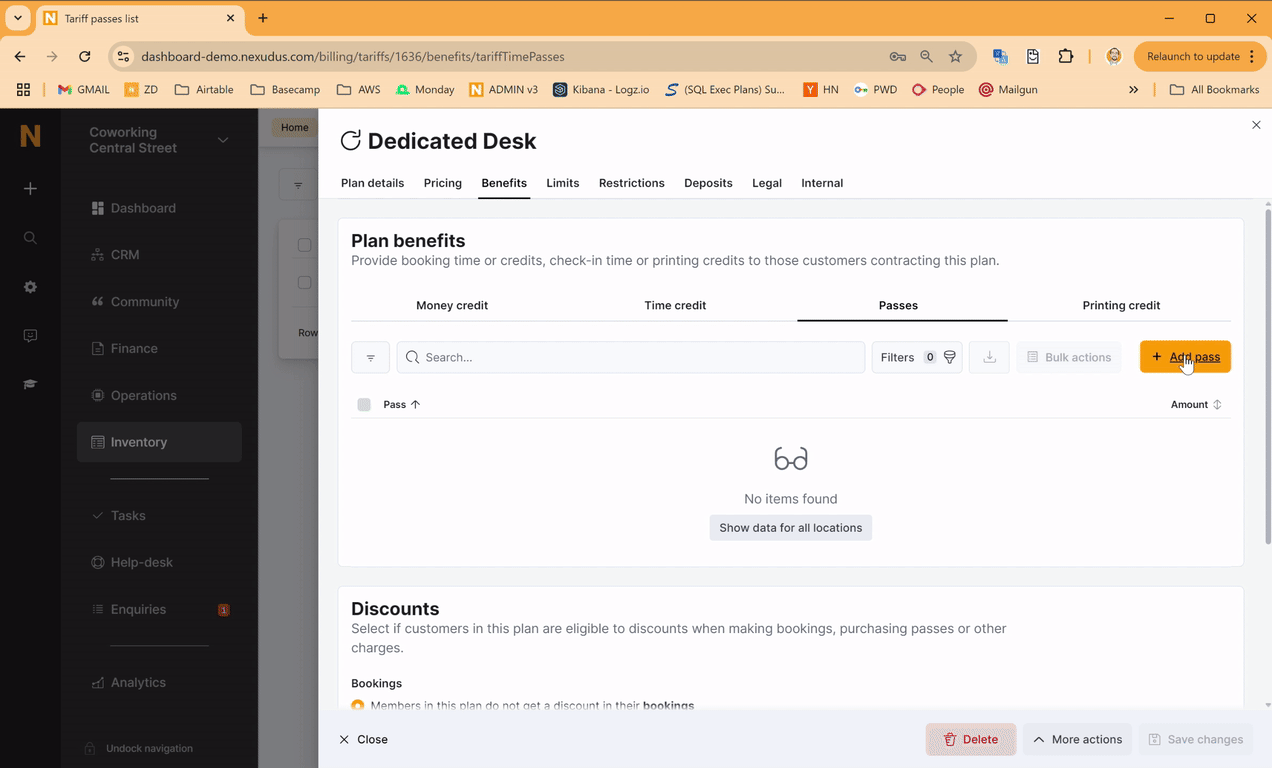 Tariff passes list
dashboard-demo.nexudus.com/billing/tariffs/1636/benefits/tariffTimePasses
Relaunch to update
GMAIL
ZD
Airtable
Basecamp
AWS
Monday
ADMIN v3
Kibana - Logz.io
(SQL Exec Plans) Su...
HN
PWD
People
Mailgun
All Bookmarks
Coworking
Central Street
Dashboard
CRM
Community
Finance
Operations
Inventory
Tasks
Help-desk
Enquiries
1
Analytics
Undock navigation
Home
Row
Dedicated Desk
Plan details
Pricing
Benefits
Limits
Restrictions
Deposits
Legal
Internal
Plan benefits
Provide booking time or credits, check-in time or printing credits to those customers contracting this plan.
Money credit
Time credit
Passes
Printing credit
Search...
Filters 0
Bulk actions
+ Add pass
Pass
Amount
No items found
Show data for all locations
Discounts
Select if customers in this plan are eligible to discounts when making bookings, purchasing passes or other
charges.
Bookings
Members in this plan do not get a discount in their bookings
Close
Delete
More actions
Save changes